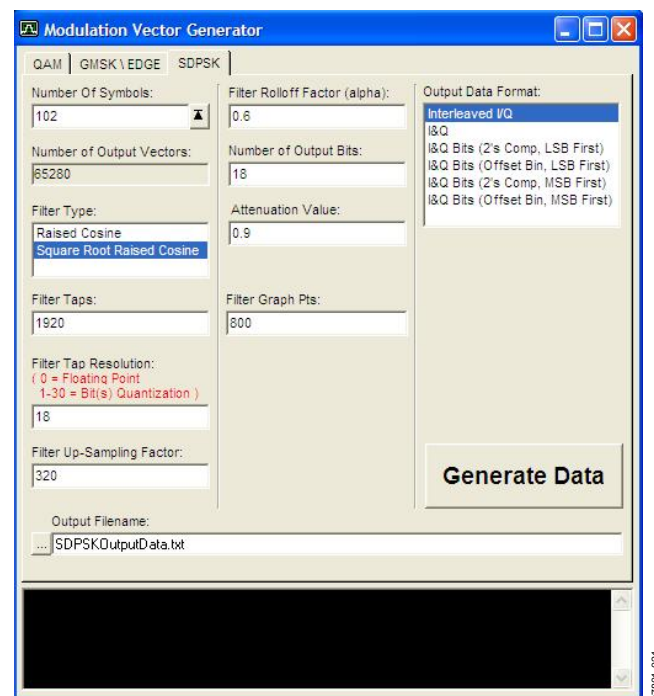 Modulation Vector Generator
QAM
GMSK \ EDGE
SDPSK
Number Of Symbols:
102
Number of Output Vectors:
65280
Filter Type:
Raised Cosine
Square Root Raised Cosine
Filter Taps:
1920
Filter Tap Resolution:
( 0 = Floating Point
1-30 = Bit(s) Quantization )
18
Filter Up-Sampling Factor:
320
Filter Rolloff Factor (alpha):
0.6
Number of Output Bits:
18
Attenuation Value:
0.9
Filter Graph Pts:
800
Output Data Format:
Interleaved I/Q
I&Q
I&Q Bits (2's Comp, LSB First)
I&Q Bits (Offset Bin, LSB First)
I&Q Bits (2's Comp, MSB First)
I&Q Bits (Offset Bin, MSB First)
Generate Data
Output Filename:
...
SDPSKOutputData.txt